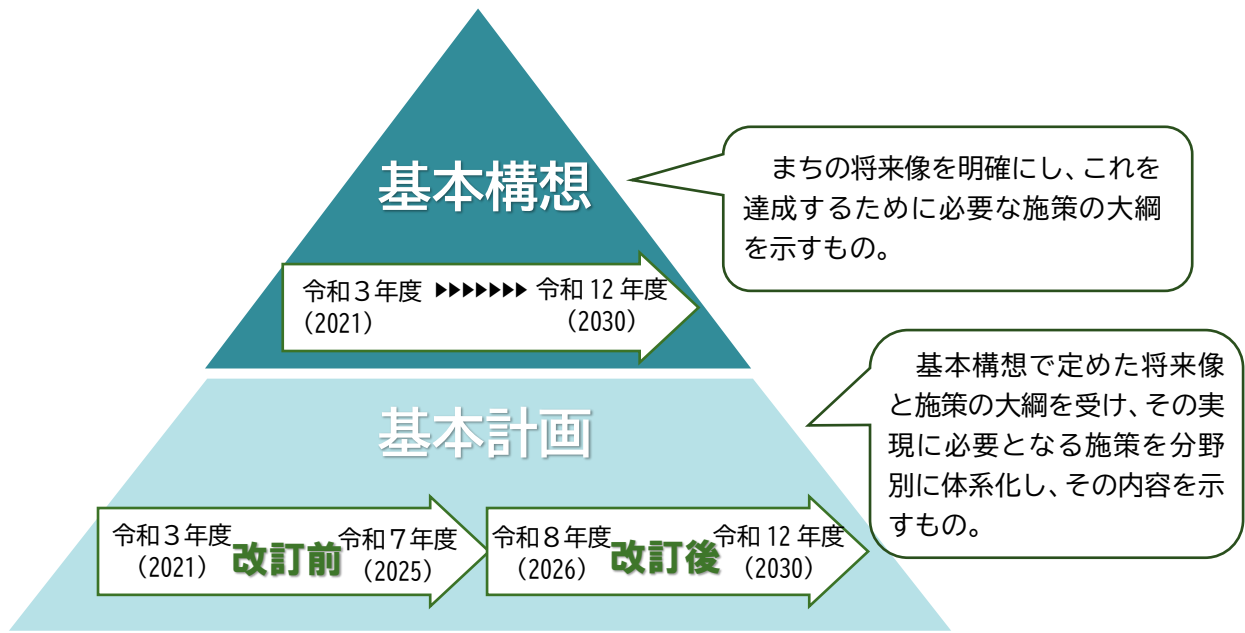 基本構想
まちの将来像を明確にし、これを
達成するために必要な施策の大綱
を示すもの。
令和３年度 ▶▶▶▶▶▶▶ 令和 12 年度
（2021） （2030）
基本計画
基本構想で定めた将来像
と施策の大綱を受け、その実
現に必要となる施策を分野
別に体系化し、その内容を示
すもの。
令和３年度 改訂前 令和７年度
（2021） （2025）
令和８年度 改訂後 令和 12 年度
（2026） （2030）